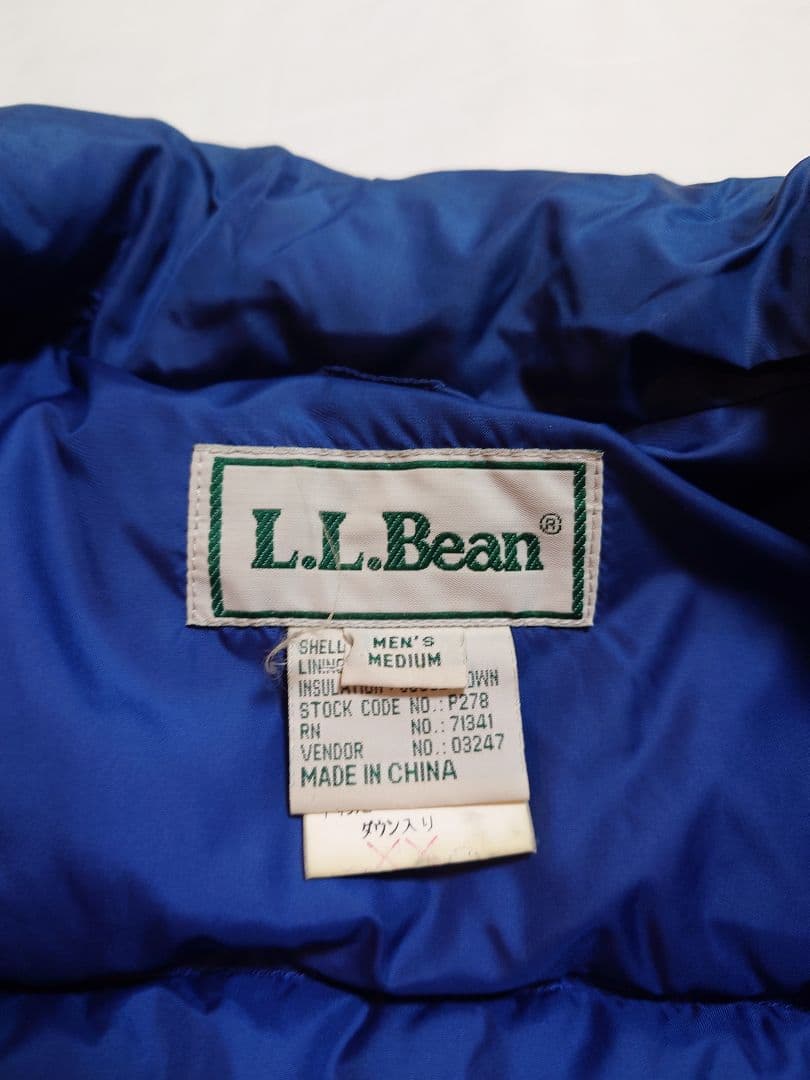 L.L.Bean®
MEN'S
MEDIUM
SHELL
LINING
INSULATION DOWN
STOCK CODE NO.: P278
RN NO.: 71341
VENDOR NO.: 03247
MADE IN CHINA
ダウン入り